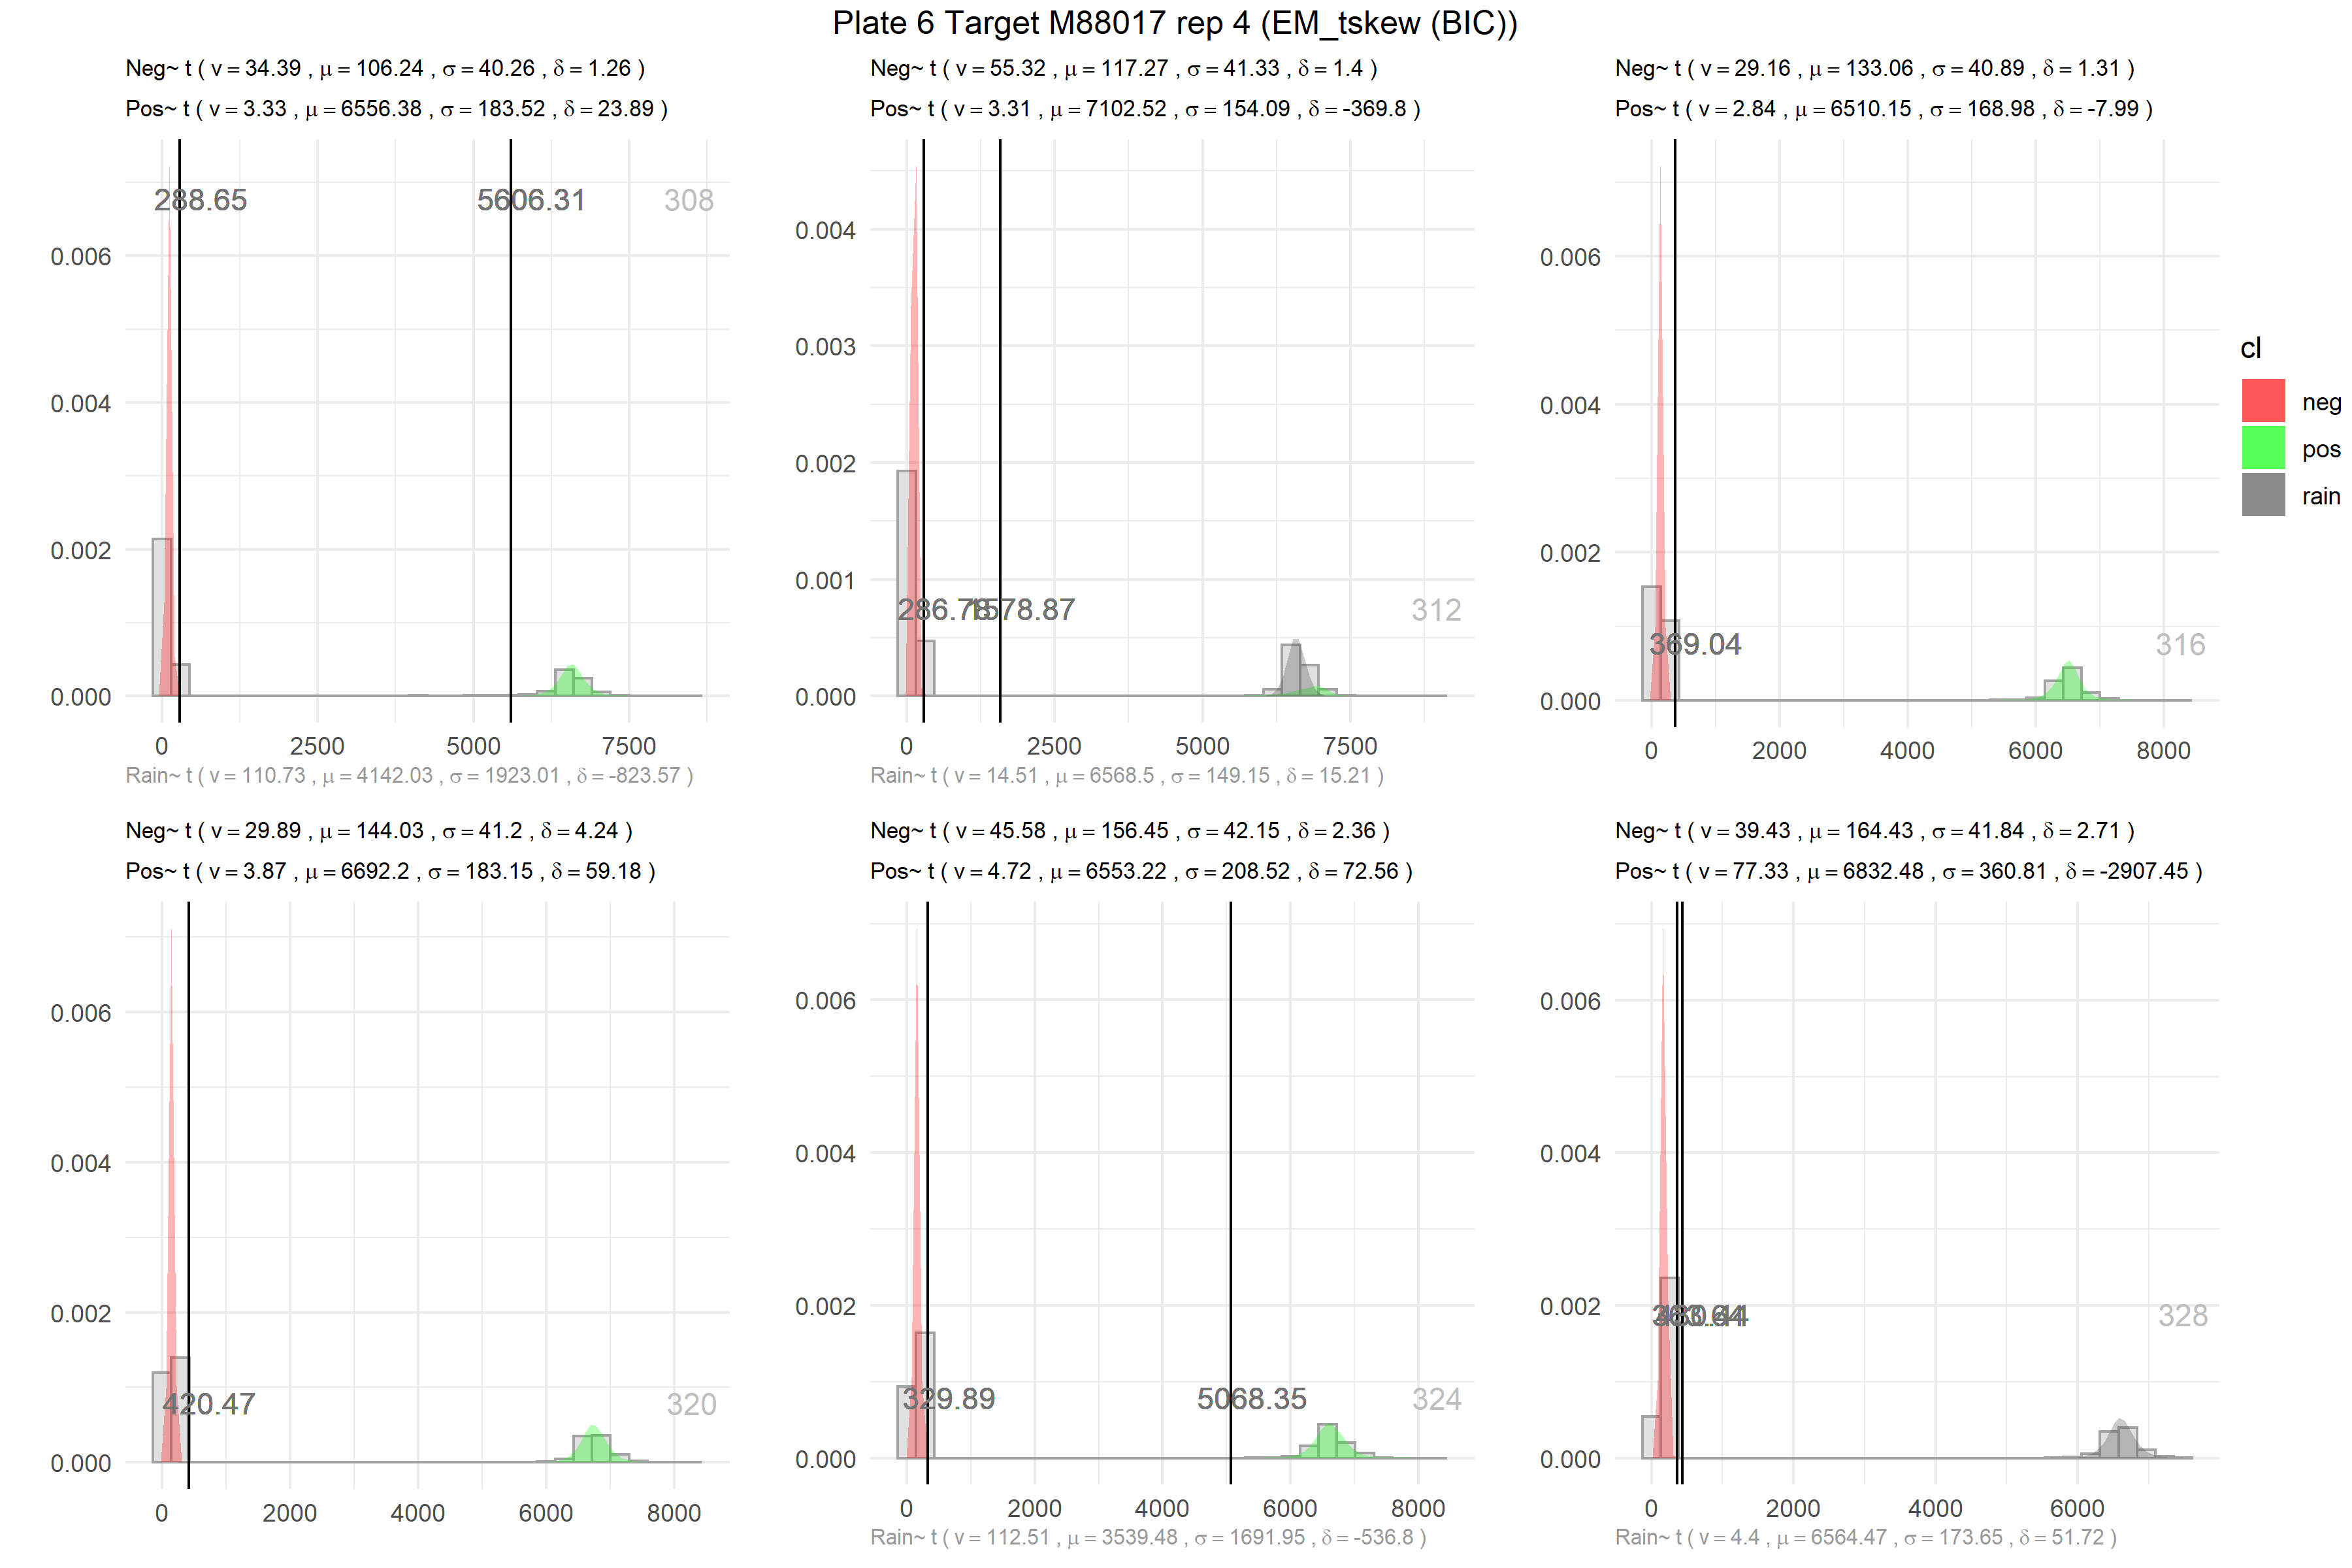 Plate 6 Target M88017 rep 4 (EM_tskew (BIC))
Neg~ t ( ν = 34.39 , μ = 106.24 , σ = 40.26 , δ = 1.26 )
Pos~ t ( ν = 3.33 , μ = 6556.38 , σ = 183.52 , δ = 23.89 )
288.65 5606.31 308
0.006
0.004
0.002
0.000
0 2500 5000 7500
Rain~ t ( ν = 110.73 , μ = 4142.03 , σ = 1923.01 , δ = -823.57 )
Neg~ t ( ν = 55.32 , μ = 117.27 , σ = 41.33 , δ = 1.4 )
Pos~ t ( ν = 3.31 , μ = 7102.52 , σ = 154.09 , δ = -369.8 )
0.004
0.003
0.002
0.001
286.78 1578.87 312
0.000
0 2500 5000 7500
Rain~ t ( ν = 14.51 , μ = 6568.5 , σ = 149.15 , δ = 15.21 )
Neg~ t ( ν = 29.16 , μ = 133.06 , σ = 40.89 , δ = 1.31 )
Pos~ t ( ν = 2.84 , μ = 6510.15 , σ = 168.98 , δ = -7.99 )
0.006
0.004
0.002
369.04 316
0.000
0 2000 4000 6000 8000
cl
neg
pos
rain
Neg~ t ( ν = 29.89 , μ = 144.03 , σ = 41.2 , δ = 4.24 )
Pos~ t ( ν = 3.87 , μ = 6692.2 , σ = 183.15 , δ = 59.18 )
0.006
0.004
0.002
420.47 320
0.000
0 2000 4000 6000 8000
Neg~ t ( ν = 45.58 , μ = 156.45 , σ = 42.15 , δ = 2.36 )
Pos~ t ( ν = 4.72 , μ = 6553.22 , σ = 208.52 , δ = 72.56 )
0.006
0.004
0.002
329.89 5068.35 324
0.000
0 2000 4000 6000 8000
Rain~ t ( ν = 112.51 , μ = 3539.48 , σ = 1691.95 , δ = -536.8 )
Neg~ t ( ν = 39.43 , μ = 164.43 , σ = 41.84 , δ = 2.71 )
Pos~ t ( ν = 77.33 , μ = 6832.48 , σ = 360.81 , δ = -2907.45 )
0.006
0.004
0.002
328
0.000
0 2000 4000 6000
Rain~ t ( ν = 4.4 , μ = 6564.47 , σ = 173.65 , δ = 51.72 )